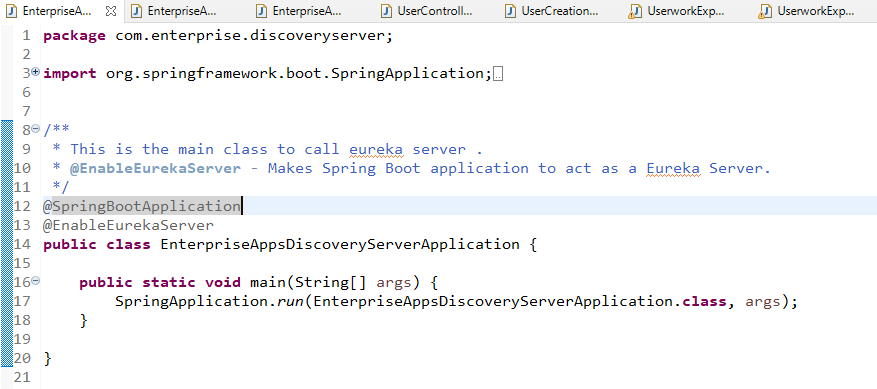 EnterpriseA... EnterpriseA... EnterpriseA... UserControll... UserCreation... UserworkExp... UserworkExp...
1 package com.enterprise.discoveryserver;
2
3 import org.springframework.boot.SpringApplication;
6
7
8 /**
9 * This is the main class to call eureka server .
10 * @EnableEurekaServer - Makes Spring Boot application to act as a Eureka Server.
11 */
12 @SpringBootApplication
13 @EnableEurekaServer
14 public class EnterpriseAppsDiscoveryServerApplication {
15
16 public static void main(String[] args) {
17 SpringApplication.run(EnterpriseAppsDiscoveryServerApplication.class, args);
18 }
19
20 }
21